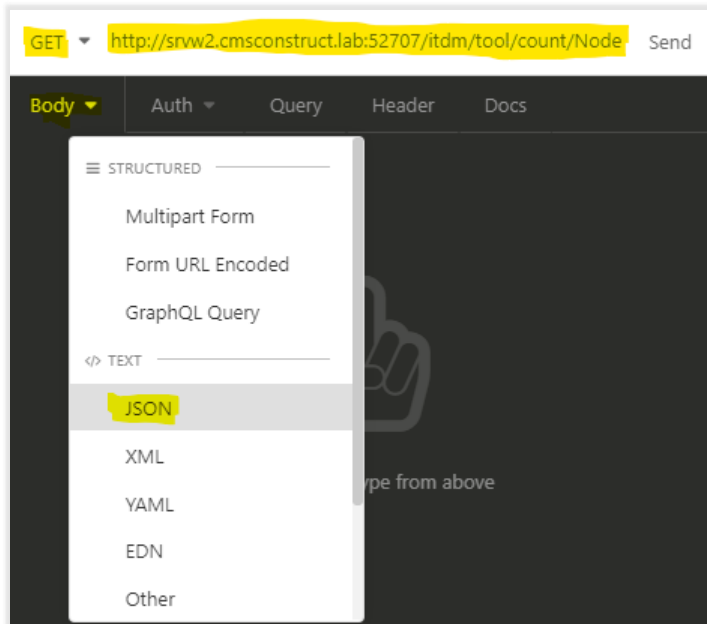 GET http://srvw2.cmsconstruct.lab:52707/itdm/tool/count/Node Send
Body Auth Query Header Docs
STRUCTURED
Multipart Form
Form URL Encoded
GraphQL Query
</> TEXT
JSON
XML
ype from above
YAML
EDN
Other